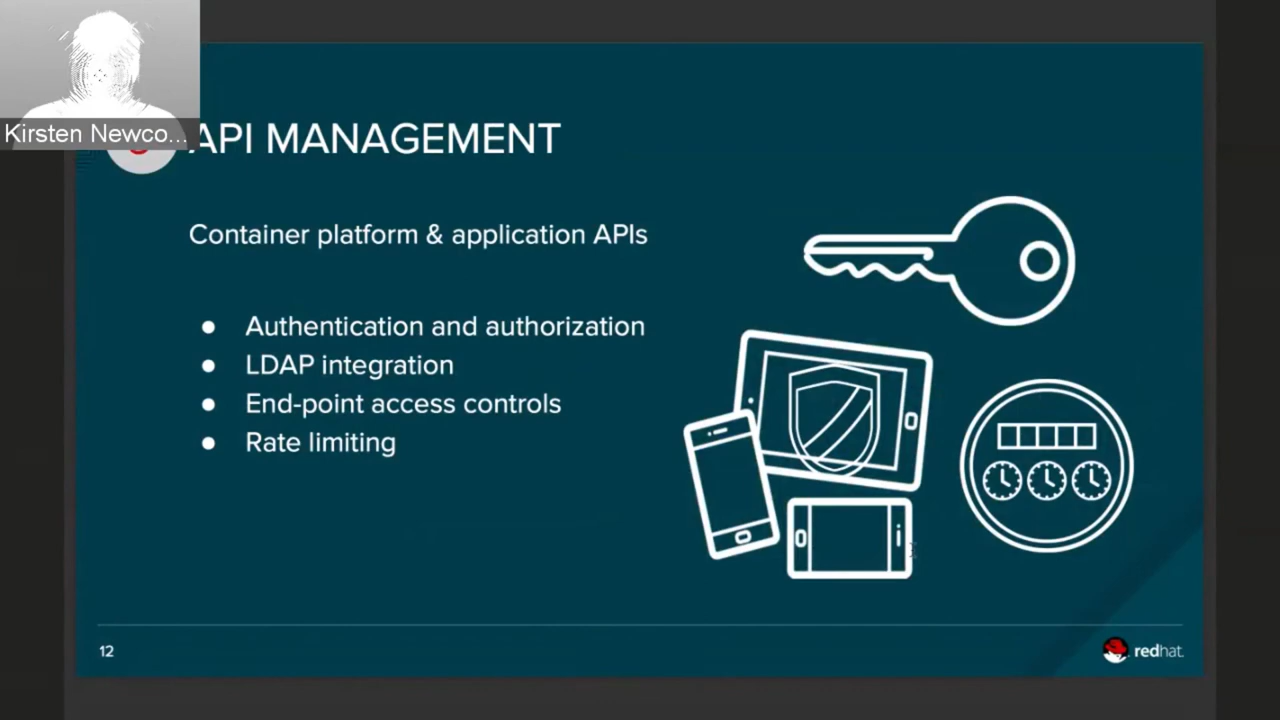 Kirsten Newco...
API MANAGEMENT
Container platform & application APIs
● Authentication and authorization
● LDAP integration
● End-point access controls
● Rate limiting
12
redhat.